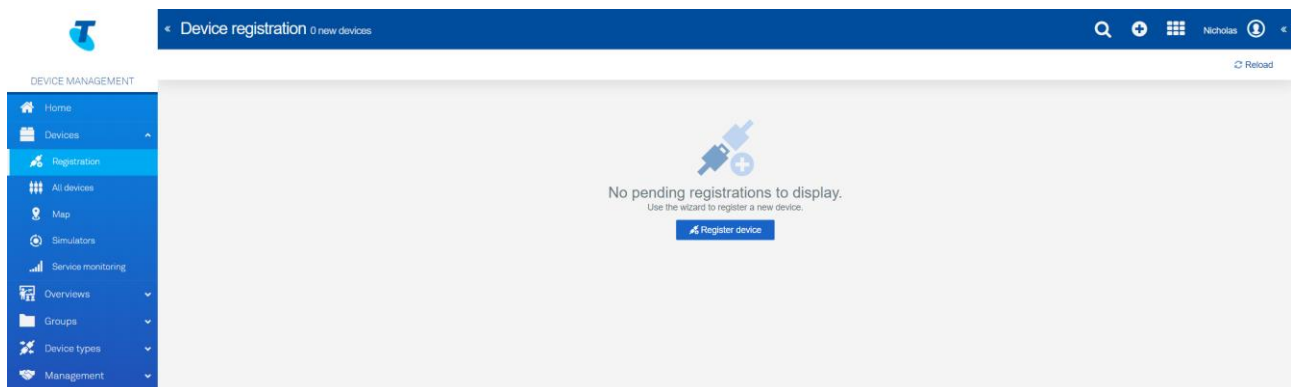 Device registration 0 new devices
Nicholas
DEVICE MANAGEMENT
Reload
Home
Devices
Registration
All devices
Map
Simulators
Service monitoring
Overviews
Groups
Device types
Management
No pending registrations to display.
Use the wizard to register a new device.
Register device